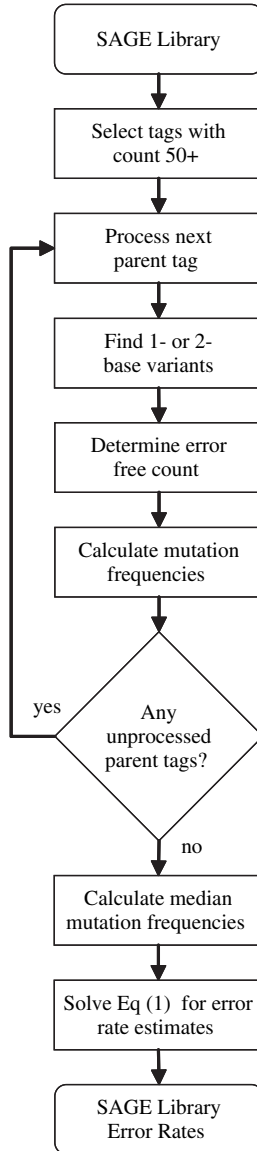 SAGE Library
Select tags with
count 50+
Process next
parent tag
Find 1- or 2-
base variants
Determine error
free count
Calculate mutation
frequencies
Any
unprocessed
parent tags?
yes
no
Calculate median
mutation frequencies
Solve Eq (1) for error
rate estimates
SAGE Library
Error Rates